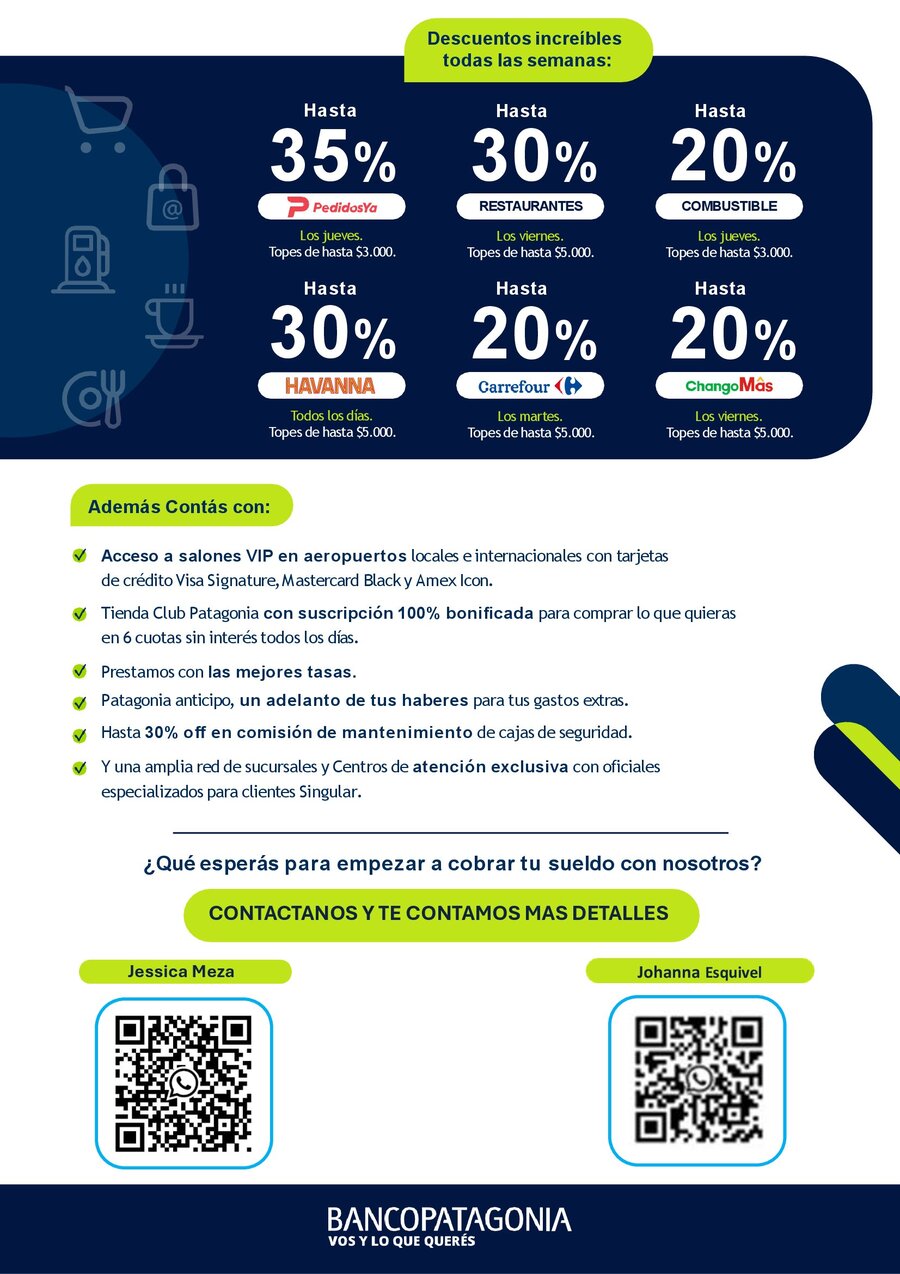 Descuentos increíbles
todas las semanas:
Hasta
35%
PedidosYa
Los jueves.
Topes de hasta $3.000.
Hasta
30%
RESTAURANTES
Los viernes.
Topes de hasta $5.000.
Hasta
20%
COMBUSTIBLE
Los jueves.
Topes de hasta $3.000.
Hasta
30%
HAVANNA
Todos los días.
Topes de hasta $5.000.
Hasta
20%
Carrefour
Los martes.
Topes de hasta $5.000.
Hasta
20%
ChangoMâs
Los viernes.
Topes de hasta $5.000.
@
Además Contás con:
Acceso a salones VIP en aeropuertos locales e internacionales con tarjetas
de crédito Visa Signature, Mastercard Black y Amex Icon.
Tienda Club Patagonia con suscripción 100% bonificada para comprar lo que quieras
en 6 cuotas sin interés todos los días.
Prestamos con las mejores tasas.
Patagonia anticipo, un adelanto de tus haberes para tus gastos extras.
Hasta 30% off en comisión de mantenimiento de cajas de seguridad.
Y una amplia red de sucursales y Centros de atención exclusiva con oficiales
especializados para clientes Singular.
¿Qué esperás para empezar a cobrar tu sueldo con nosotros?
CONTACTANOS Y TE CONTAMOS MAS DETALLES
Jessica Meza
Johanna Esquivel
BANCOPATAGONIA
VOS Y LO QUE QUERÉS